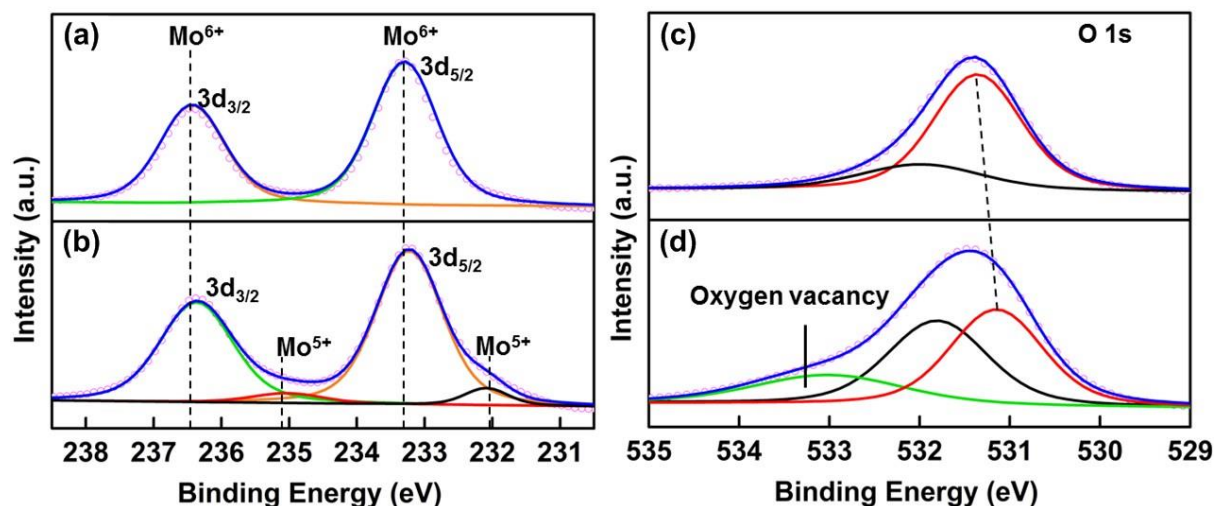 (a)
Mo⁶⁺
Mo⁶⁺
3d₃/₂
3d₅/₂
(b)
3d₃/₂
3d₅/₂
Mo⁵⁺
Mo⁵⁺
Intensity (a.u.)
238 237 236 235 234 233 232 231
Binding Energy (eV)
(c)
O 1s
(d)
Oxygen vacancy
Intensity (a.u.)
535 534 533 532 531 530 529
Binding Energy (eV)